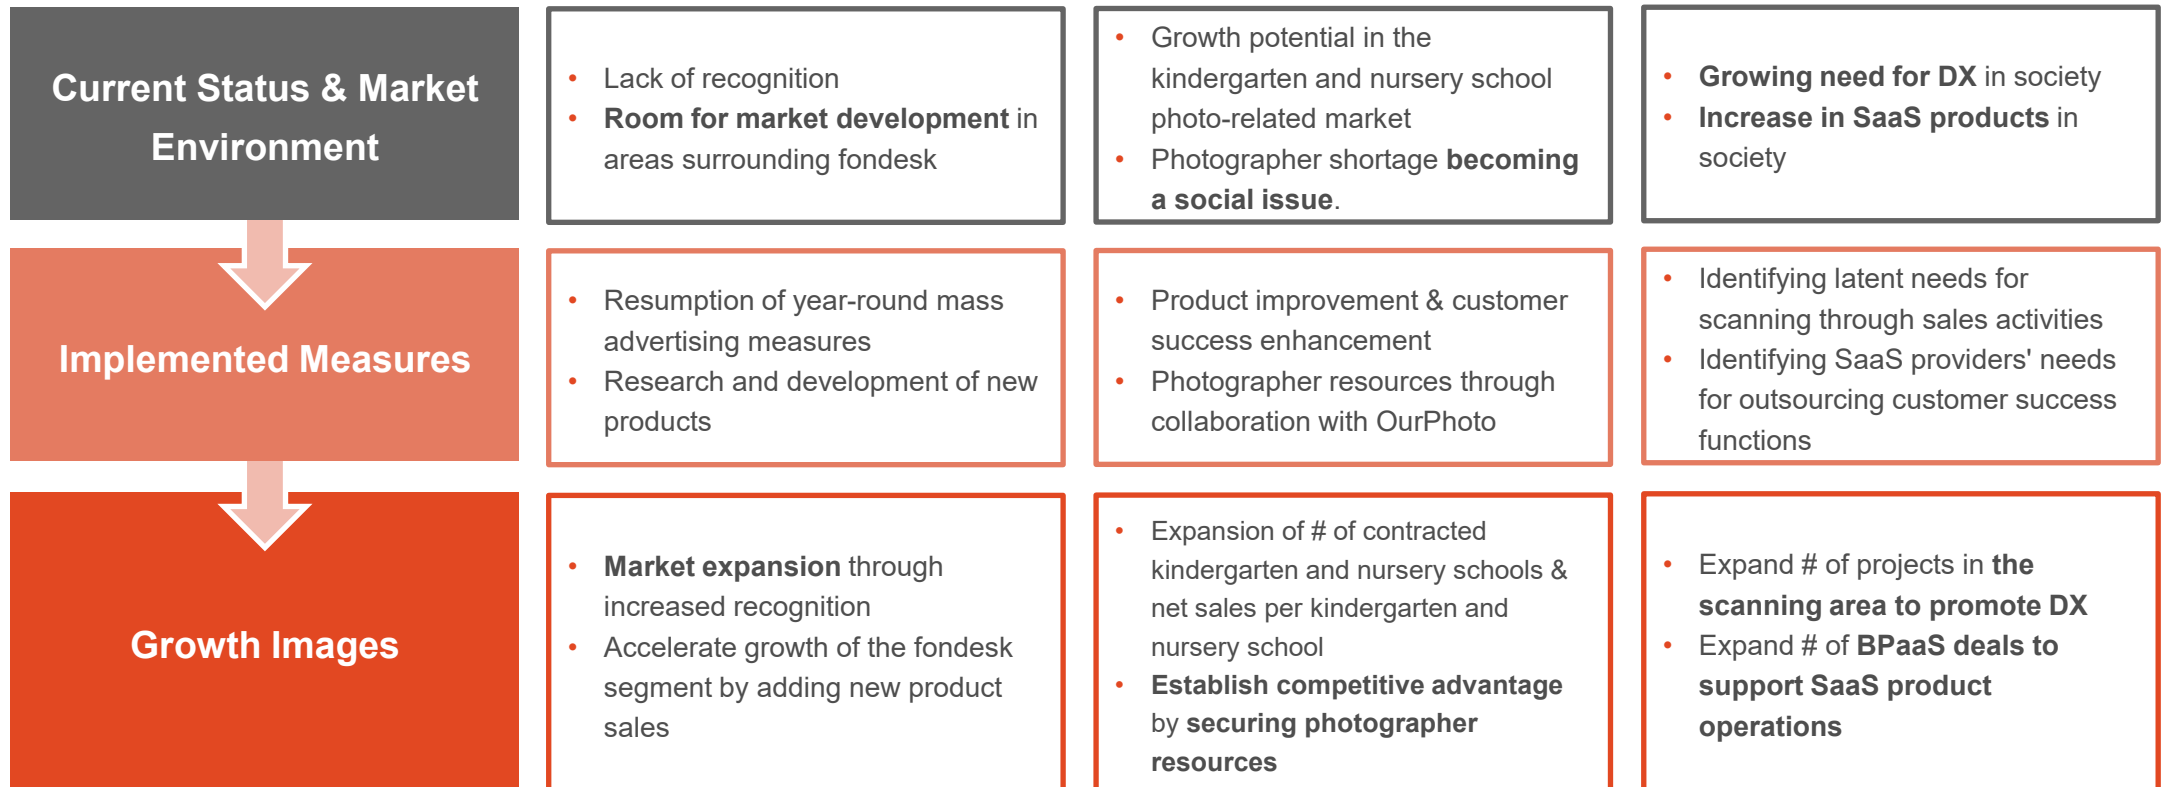 Current Status & Market
Environment
• Lack of recognition
• Room for market development in
areas surrounding fondesk
• Growth potential in the
kindergarten and nursery school
photo-related market
• Photographer shortage becoming
a social issue.
• Growing need for DX in society
• Increase in SaaS products in
society
Implemented Measures
• Resumption of year-round mass
advertising measures
• Research and development of new
products
• Product improvement & customer
success enhancement
• Photographer resources through
collaboration with OurPhoto
• Identifying latent needs for
scanning through sales activities
• Identifying SaaS providers' needs
for outsourcing customer success
functions
Growth Images
• Market expansion through
increased recognition
• Accelerate growth of the fondesk
segment by adding new product
sales
• Expansion of # of contracted
kindergarten and nursery schools &
net sales per kindergarten and
nursery school
• Establish competitive advantage
by securing photographer
resources
• Expand # of projects in the
scanning area to promote DX
• Expand # of BPaaS deals to
support SaaS product
operations